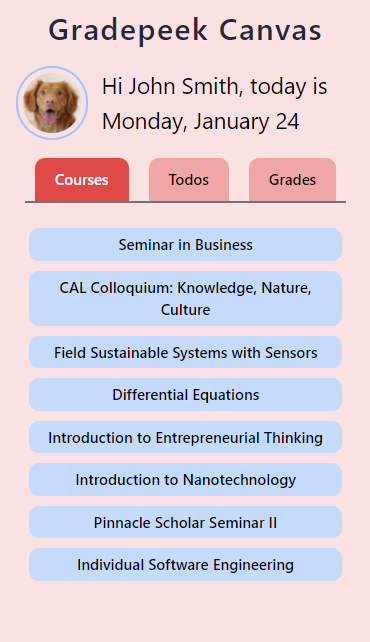 Gradepeek Canvas
Hi John Smith, today is
Monday, January 24
Courses
Todos
Grades
Seminar in Business
CAL Colloquium: Knowledge, Nature,
Culture
Field Sustainable Systems with Sensors
Differential Equations
Introduction to Entrepreneurial Thinking
Introduction to Nanotechnology
Pinnacle Scholar Seminar II
Individual Software Engineering